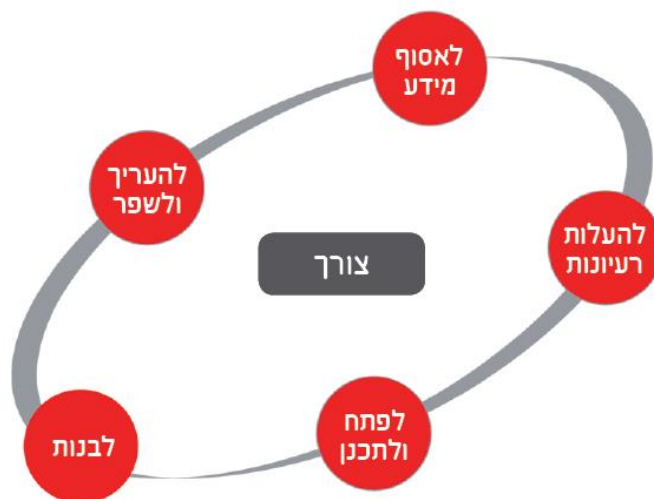 לאסוף
מידע
להעלות
רעיונות
לפתח
ולתכנן
לבנות
להעריך
ולשפר
צורך